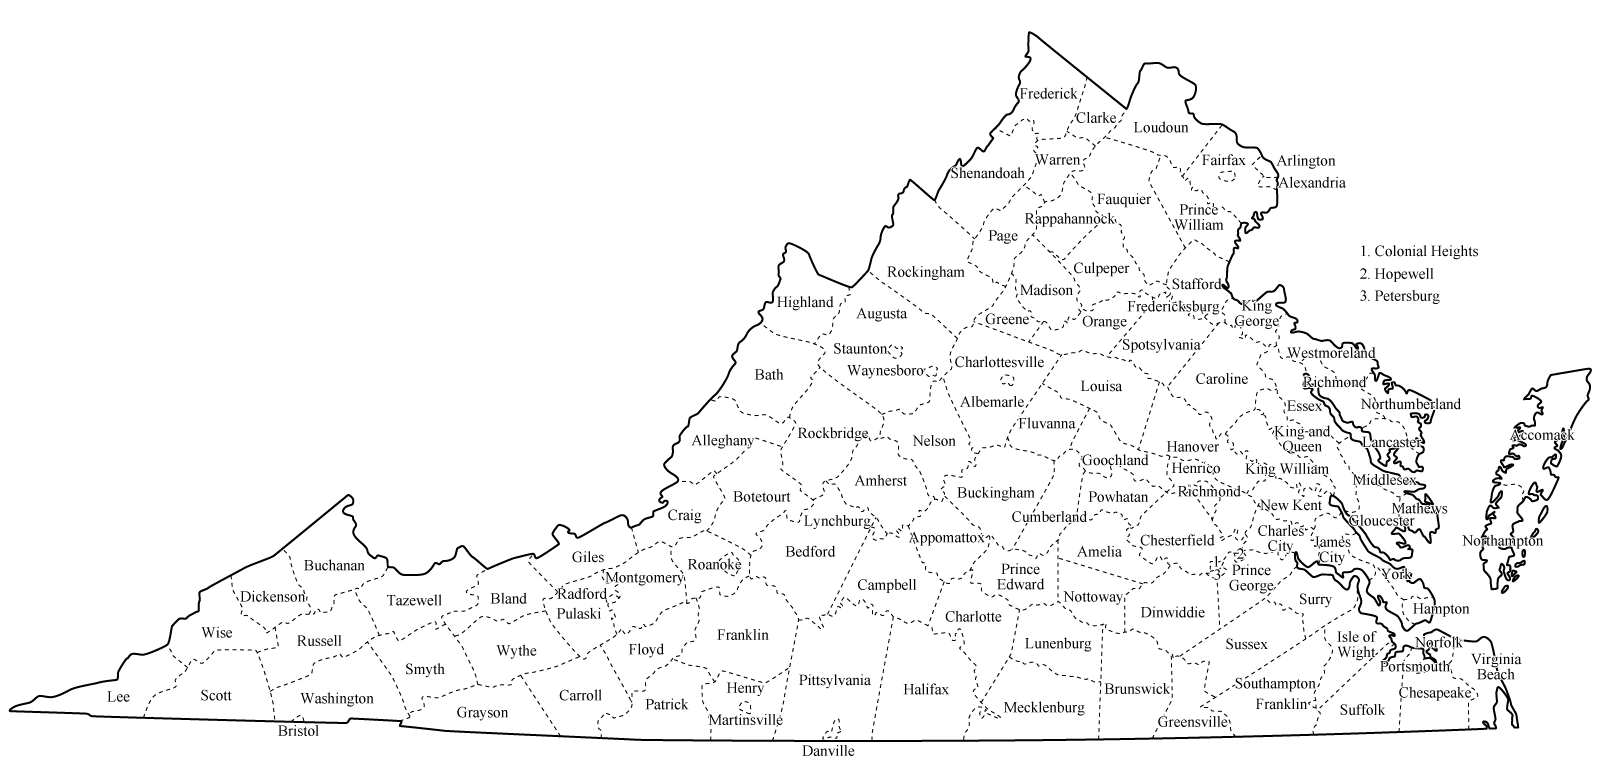 Frederick
Clarke
Loudoun
Warren
Fairfax
Arlington
Shenandoah
Alexandria
Fauquier
Rappahannock
Prince
William
Page
1. Colonial Heights
Rockingham
Culpeper
2. Hopewell
Madison
Stafford
3. Petersburg
Highland
Fredericksburg
King
George
Augusta
Greene
Orange
Staunton
Spotsylvania
Westmoreland
Charlottesville
Waynesboro
Bath
Louisa
Caroline
Richmond
Albemarle
Essex
Northumberland
Fluvanna
Rockbridge
King and
Queen
Accomack
Alleghany
Nelson
Hanover
Lancaster
Goochland
Henrico
King William
Amherst
Middlesex
Botetourt
Buckingham
Powhatan
Richmond
New Kent
Mathews
Craig
Lynchburg
Cumberland
Gloucester
Charles
City
James
City
Appomattox
Chesterfield
Northampton
Bedford
Amelia
Giles
1
2
Buchanan
Roanoke
3
Prince
George
Prince
Edward
York
Montgomery
Campbell
Dickenson
Tazewell
Bland
Radford
Nottoway
Surry
Pulaski
Charlotte
Dinwiddie
Hampton
Wise
Russell
Franklin
Lunenburg
Sussex
Isle of
Wight
Norfolk
Wythe
Floyd
Portsmouth
Virginia
Beach
Smyth
Pittsylvania
Southampton
Lee
Scott
Washington
Carroll
Henry
Halifax
Brunswick
Chesapeake
Patrick
Mecklenburg
Franklin
Suffolk
Grayson
Martinsville
Greensville
Bristol
Danville